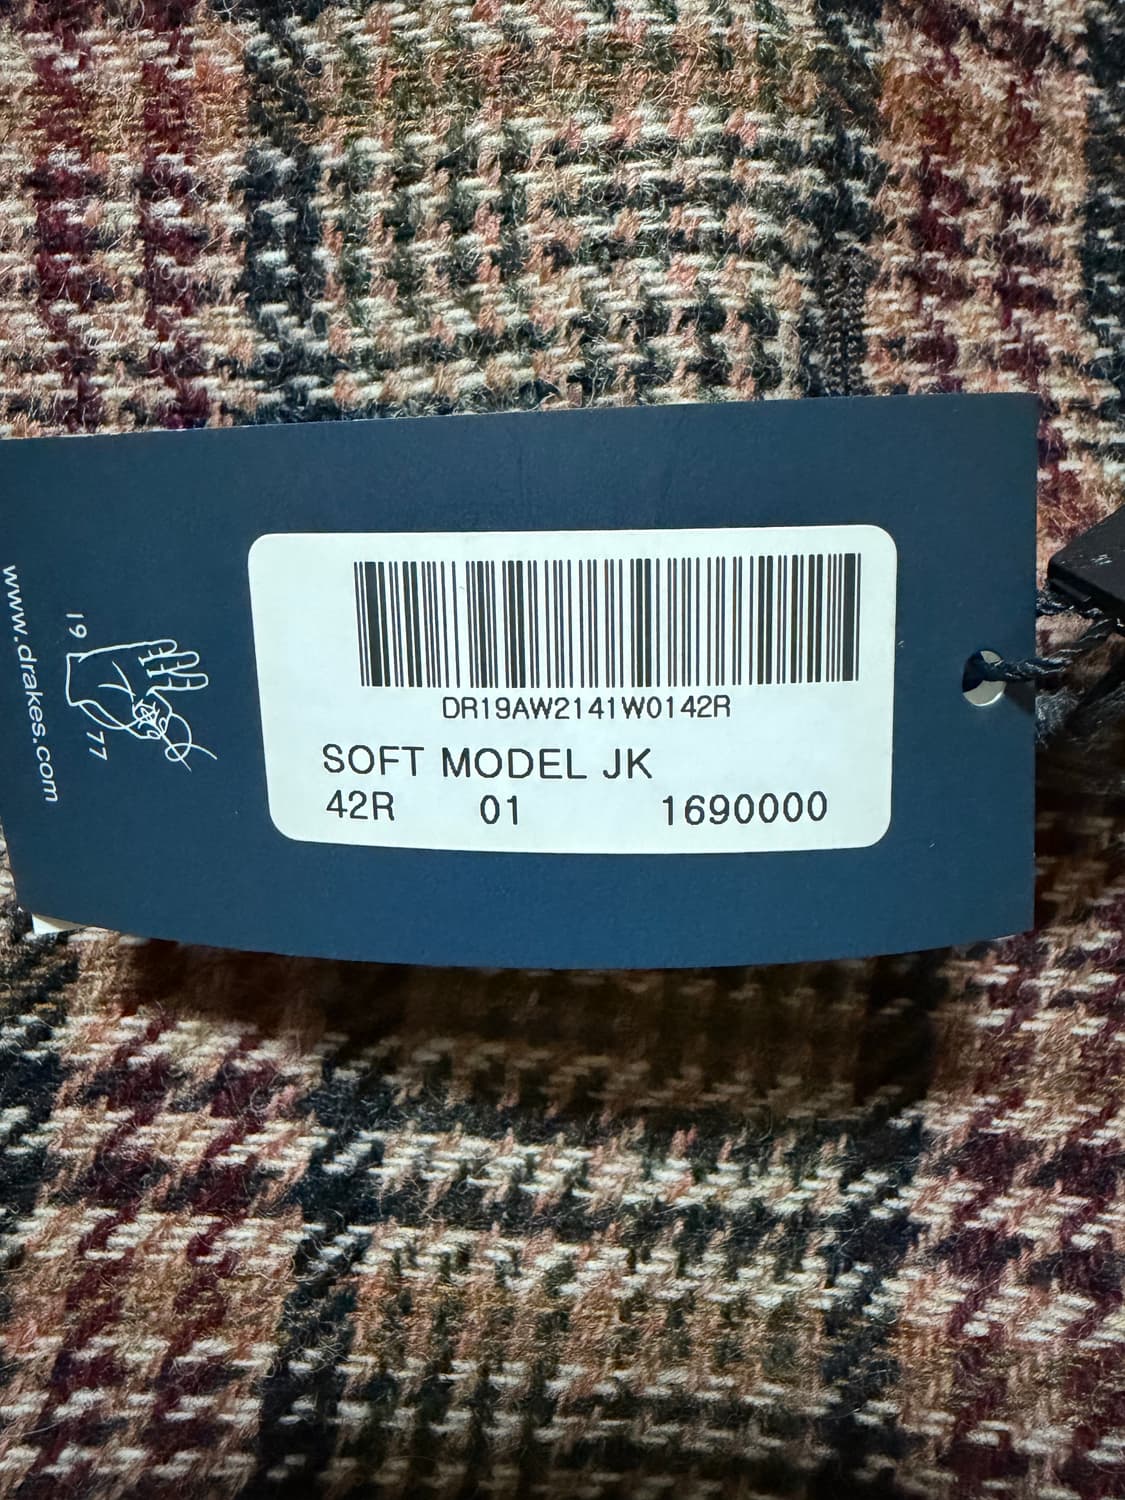 DR19AW2141W0142R
SOFT MODEL JK
42R 01 1690000
19
77
www.drakes.com